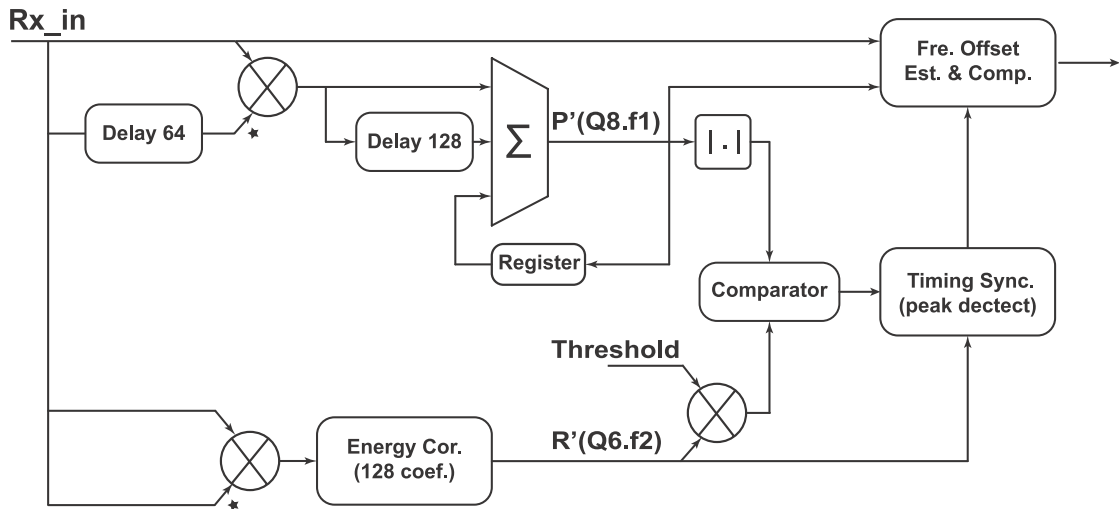 Rx_in
Fre. Offset
Est. & Comp.
Delay 64
Delay 128
Σ
P'(Q8.f1)
|.|
Register
Comparator
Timing Sync.
(peak dectect)
Threshold
Energy Cor.
(128 coef.)
R'(Q6.f2)